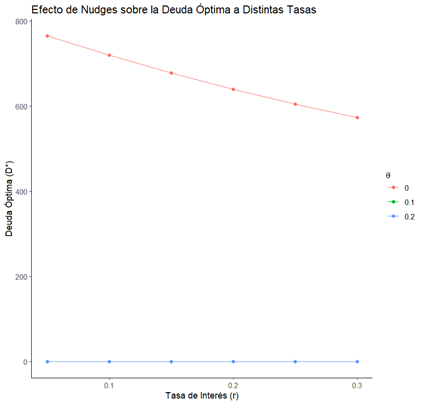 Efecto de Nudges sobre la Deuda Óptima a Distintas Tasas
800
600
400
200
0
Deuda Óptima (D*)
0.1
0.2
0.3
Tasa de Interés (r)
θ
0
0.1
0.2